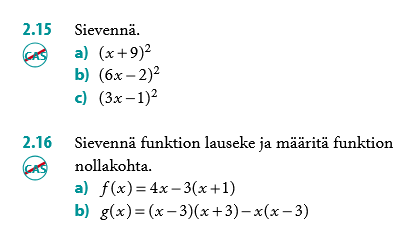 2.15 Sievennä.
CAS a) (x+9)²
b) (6x−2)²
c) (3x−1)²
2.16 Sievennä funktion lauseke ja määritä funktion
CAS nollakohta.
a) f(x)=4x−3(x+1)
b) g(x)=(x−3)(x+3)−x(x−3)